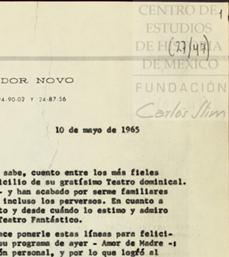 CENTRO DE
ESTUDIOS
DE HISTORIA
DE MÉXICO
FUNDACIÓN
Carlos Slim
(27/47)
DOR NOVO
4-90-02 Y 24-87-56
10 de mayo de 1965
sabe, cuento entre los más fieles
icilio de su gratísimo Teatro dominical.
- y han acabado por serme familiares
incluso los perversos. En cuanto a
to y desde cuándo lo estimo y admiro
Teatro Fantástico.
ace ponerle estas líneas para felici-
su programa de ayer - Amor de Madre -:
ón personal, y por lo que logró al